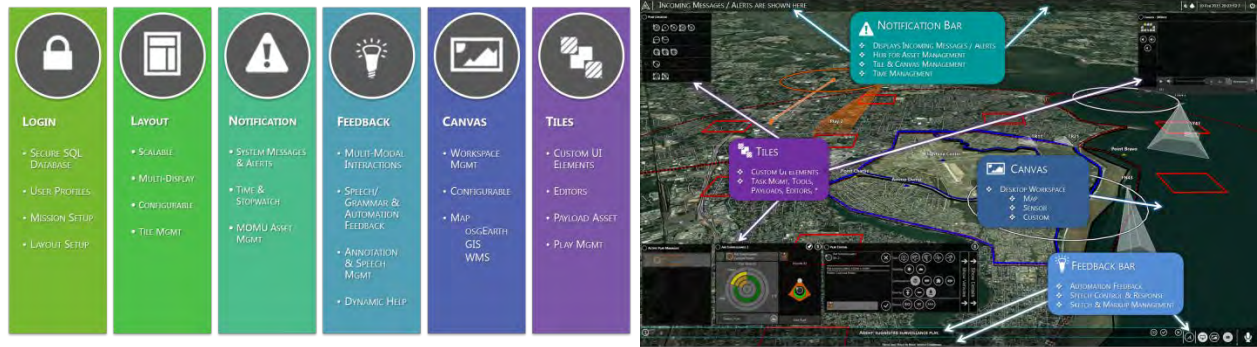 LOGIN
• SECURE SQL
DATABASE
• USER PROFILES
• MISSION SETUP
• LAYOUT SETUP
LAYOUT
• SCALABLE
• MULTI-DISPLAY
• CONFIGURABLE
• TILE MGMT
NOTIFICATION
• SYSTEM MESSAGES
& ALERTS
• TIME &
STOPWATCH
• MOMU ASSET
MGMT
FEEDBACK
• MULTI-MODAL
INTERACTIONS
• SPEECH/
GRAMMAR &
AUTOMATION
FEEDBACK
• ANNOTATION
& SPEECH
MGMT
• DYNAMIC HELP
CANVAS
• WORKSPACE
MGMT
• CONFIGURABLE
• MAP
OSGEARTH
GIS
WMS
TILES
• CUSTOM UI
ELEMENTS
• EDITORS
• PAYLOAD ASSET
• PLAY MGMT
INCOMING MESSAGES / ALERTS ARE SHOWN HERE
NOTIFICATION BAR
DISPLAYS INCOMING MESSAGES / ALERTS
HUB FOR ASSET MANAGEMENT
TILE & CANVAS MANAGEMENT
TIME MANAGEMENT
TILES
CUSTOM UI ELEMENTS
TASK MGMT, TOOLS,
PAYLOADS, EDITORS, *
CANVAS
DESKTOP WORKSPACE
MAP
SENSOR
CUSTOM
Point Bravo
FEEDBACK BAR
AUTOMATION FEEDBACK
SPEECH CONTROL & RESPONSE
SKETCH & MARKUP MANAGEMENT